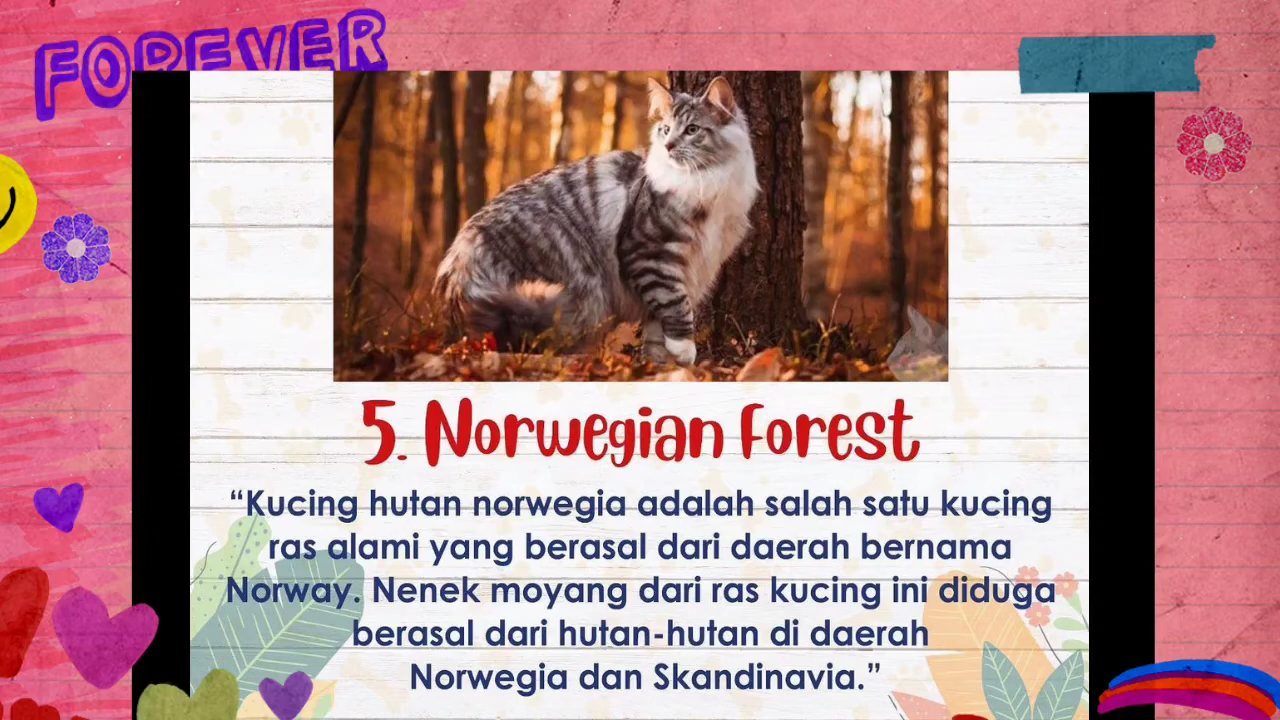 FOREVER
5. Norwegian Forest
“Kucing hutan norwegia adalah salah satu kucing
ras alami yang berasal dari daerah bernama
Norway. Nenek moyang dari ras kucing ini diduga
berasal dari hutan-hutan di daerah
Norwegia dan Skandinavia.”